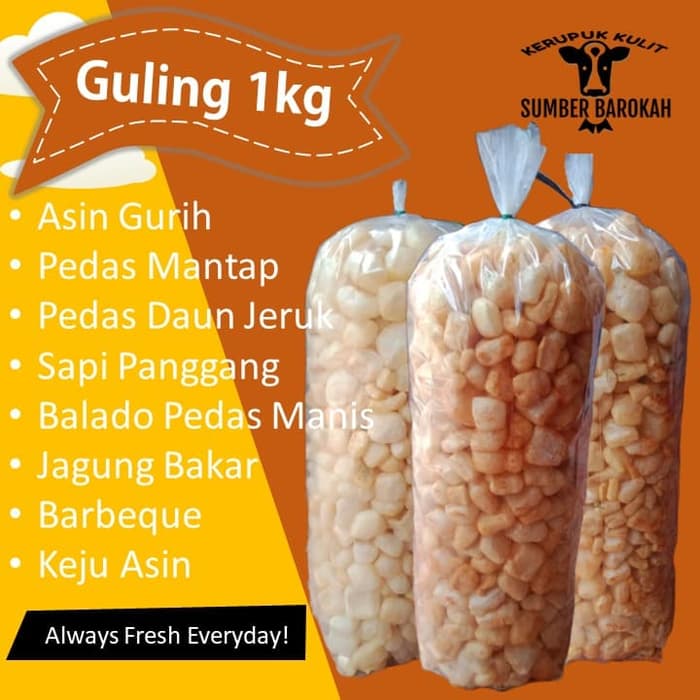 Guling 1kg
KERUPUK KULIT
SUMBER BAROKAH
• Asin Gurih
• Pedas Mantap
• Pedas Daun Jeruk
• Sapi Panggang
• Balado Pedas Manis
• Jagung Bakar
• Barbeque
• Keju Asin
Always Fresh Everyday!